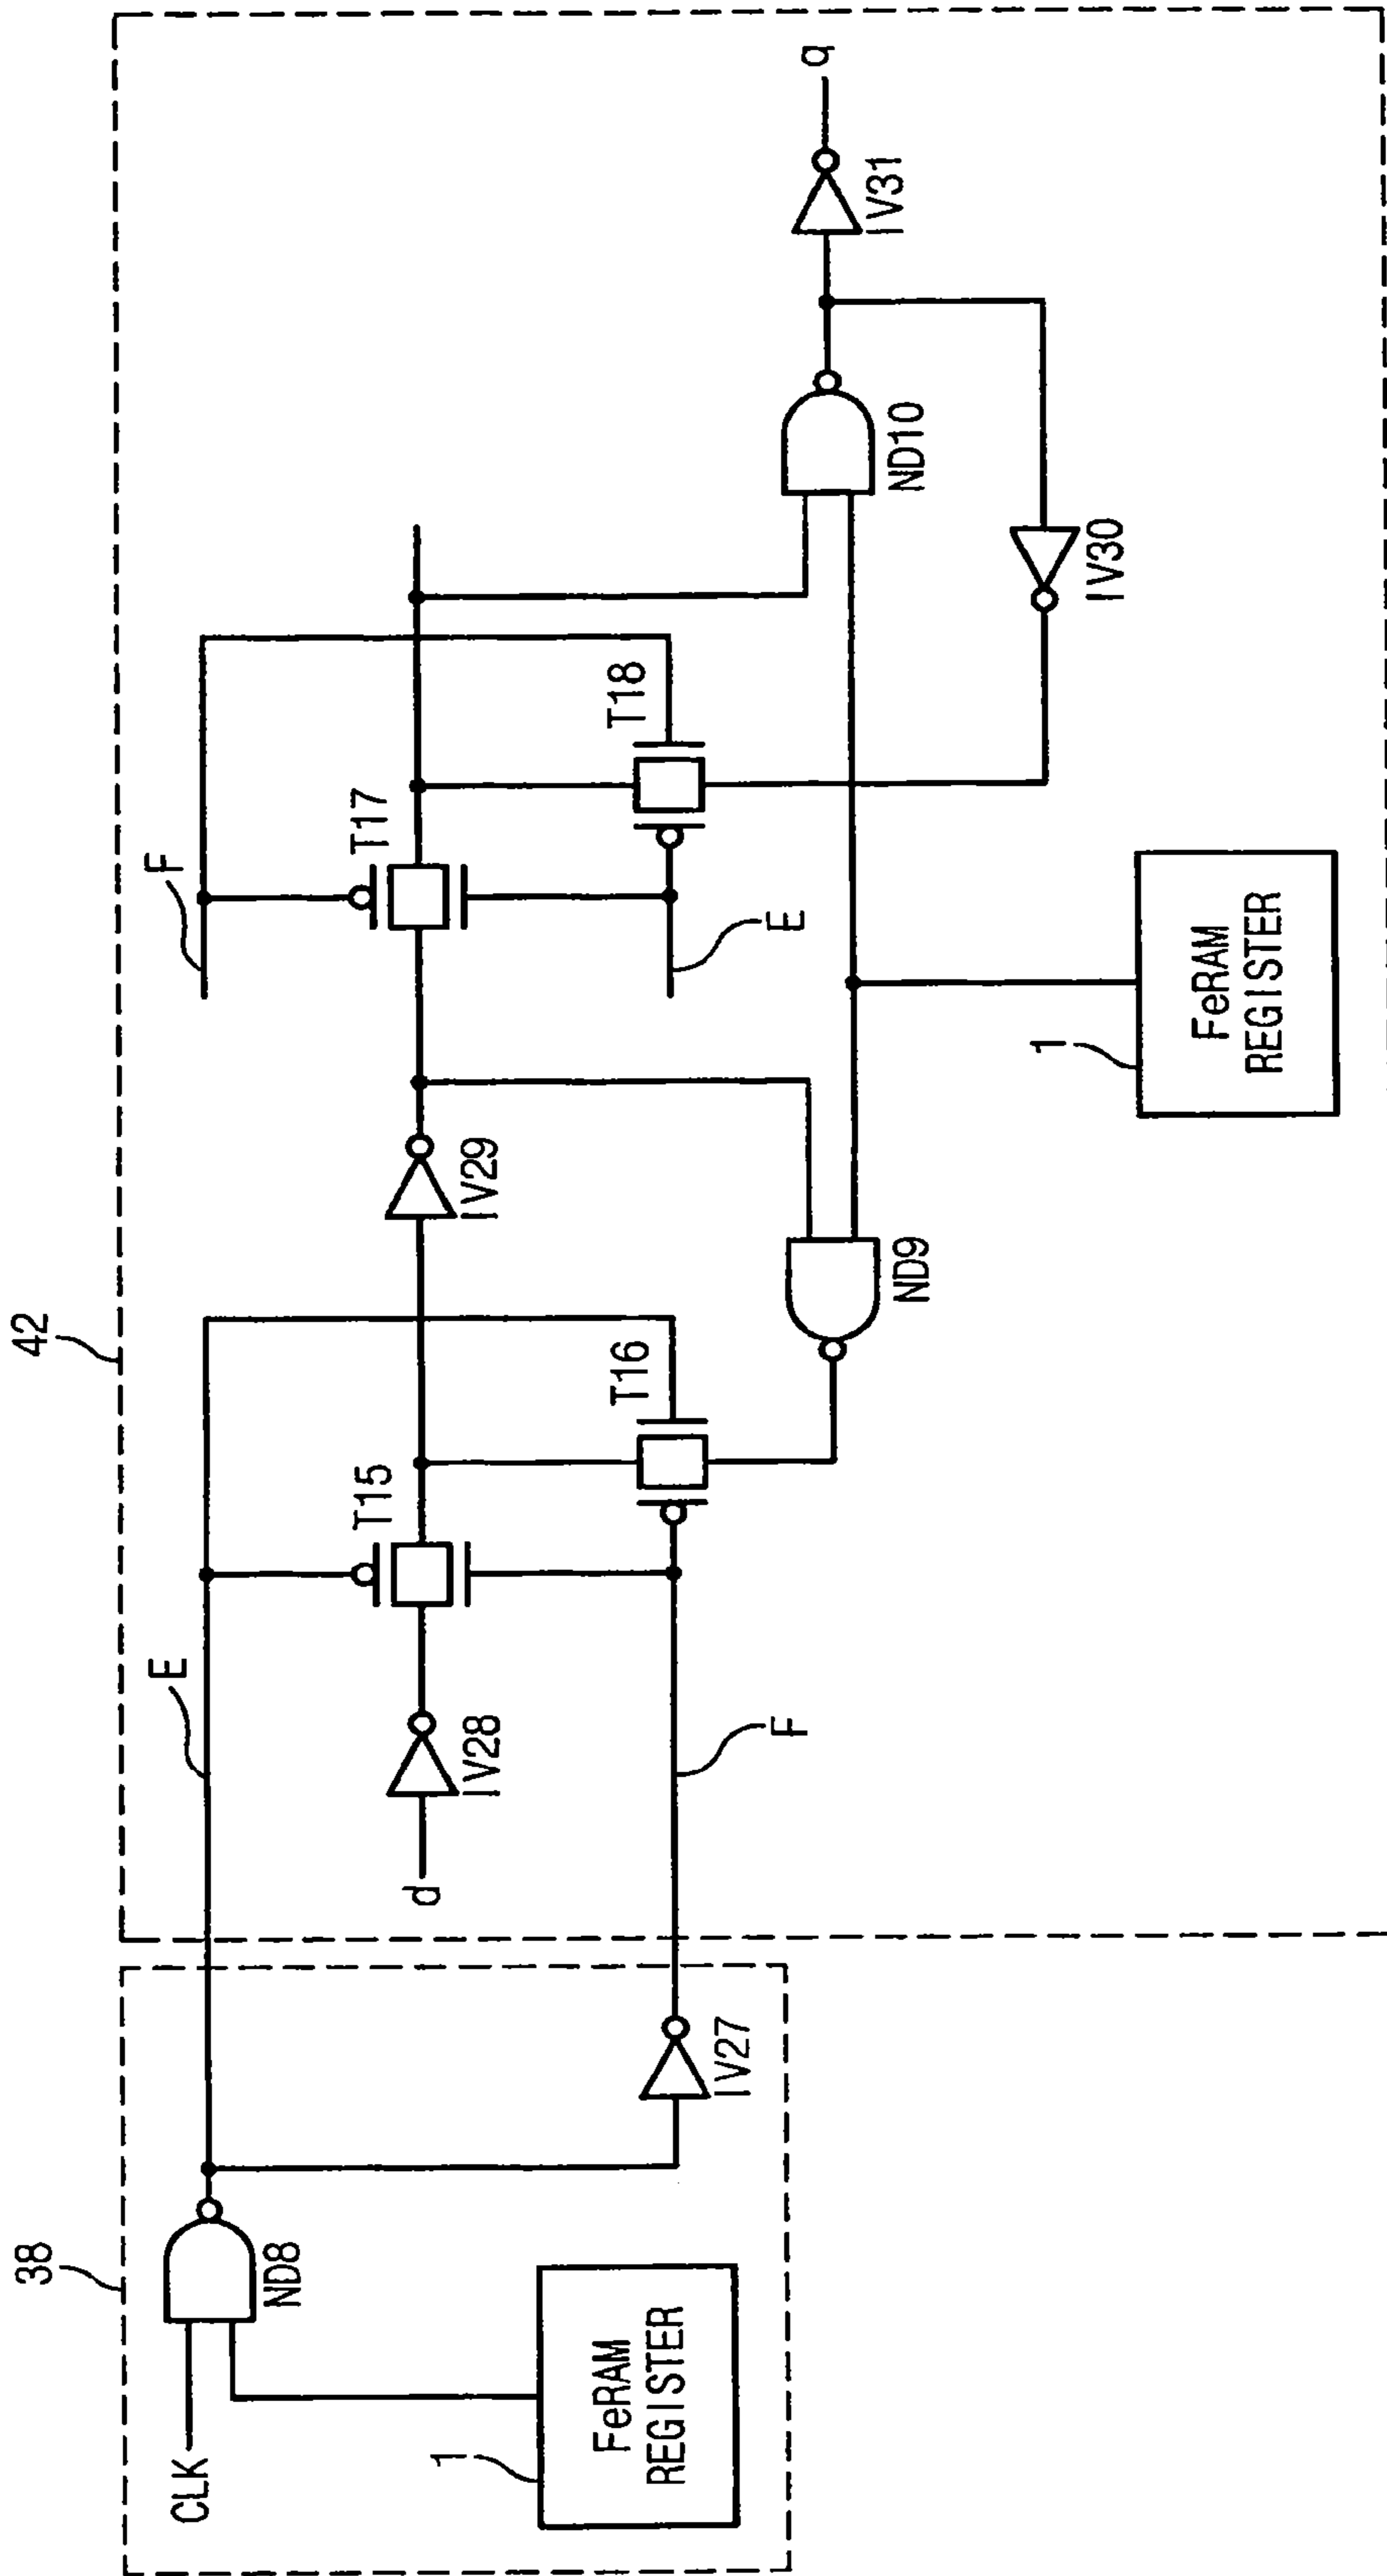 38
42
CLK
ND8
1
FeRAM
REGISTER
IV27
E
d
IV28
F
T15
T16
IV29
ND9
F
T17
E
T18
1
FeRAM
REGISTER
ND10
IV30
IV31
q